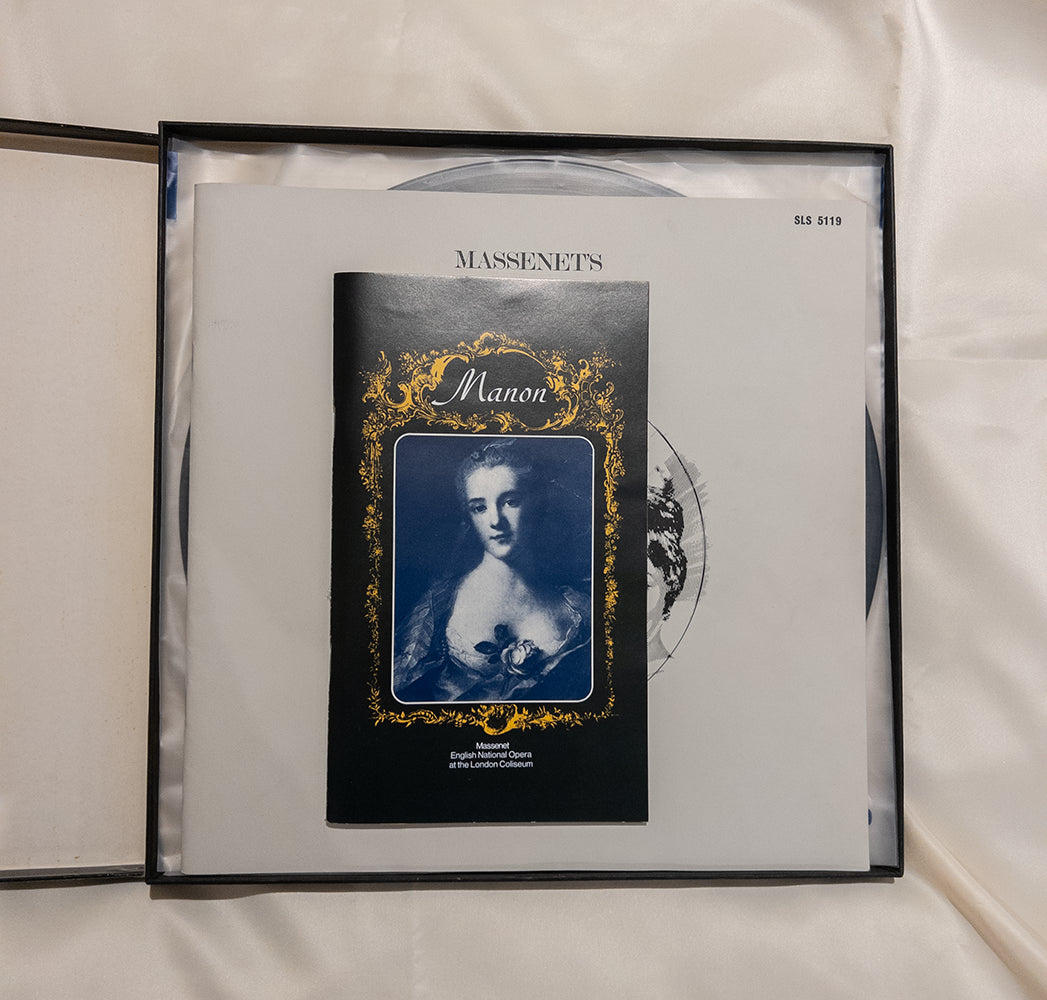 SLS 5119
MASSENET'S
Manon
Massenet
English National Opera
at the London Coliseum